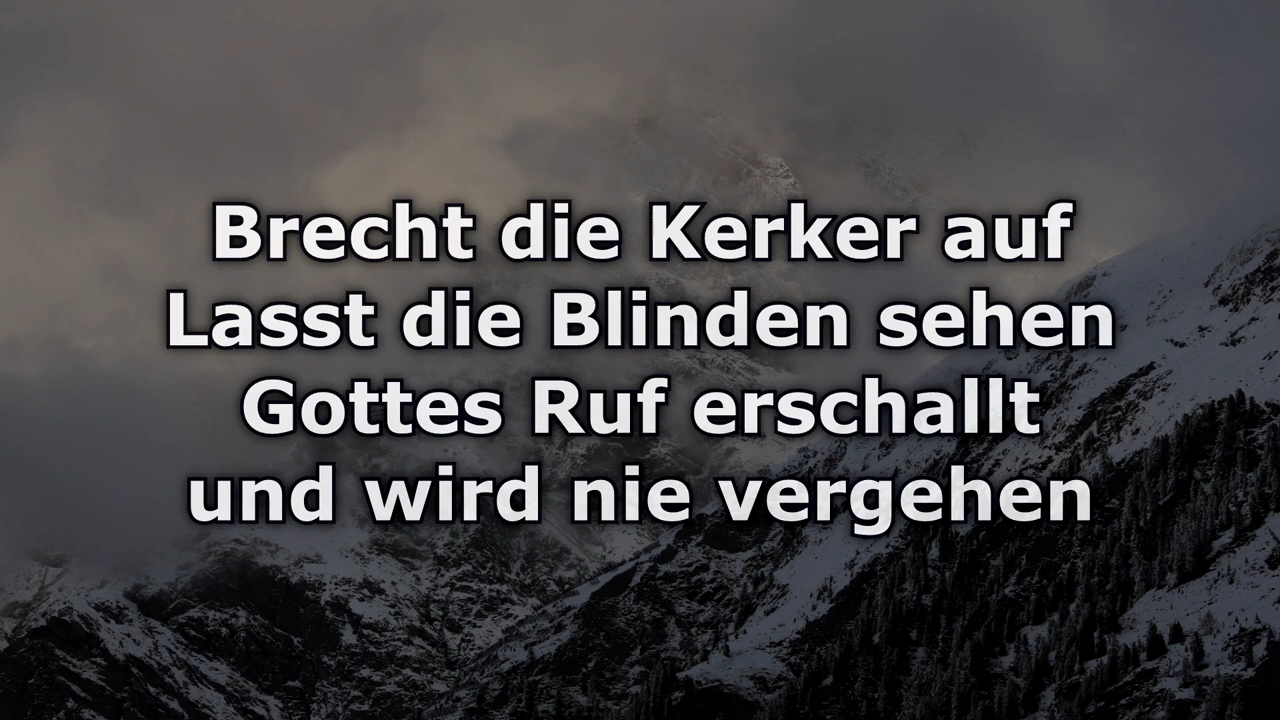 Brecht die Kerker auf
Lasst die Blinden sehen
Gottes Ruf erschallt
und wird nie vergehen